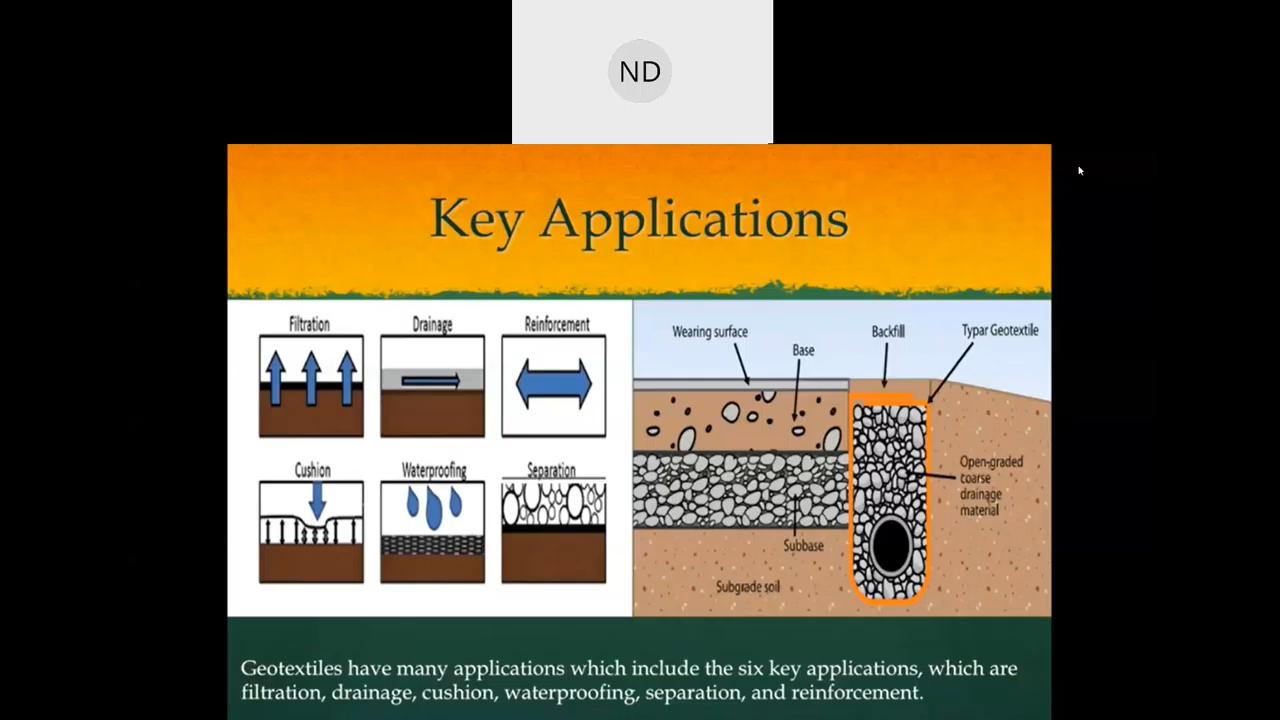 ND
Key Applications
Filtration
Drainage
Reinforcement
Cushion
Waterproofing
Separation
Wearing surface
Base
Backfill
Typar Geotextile
Open-graded
coarse
drainage
material
Subbase
Subgrade soil
Geotextiles have many applications which include the six key applications, which are
filtration, drainage, cushion, waterproofing, separation, and reinforcement.